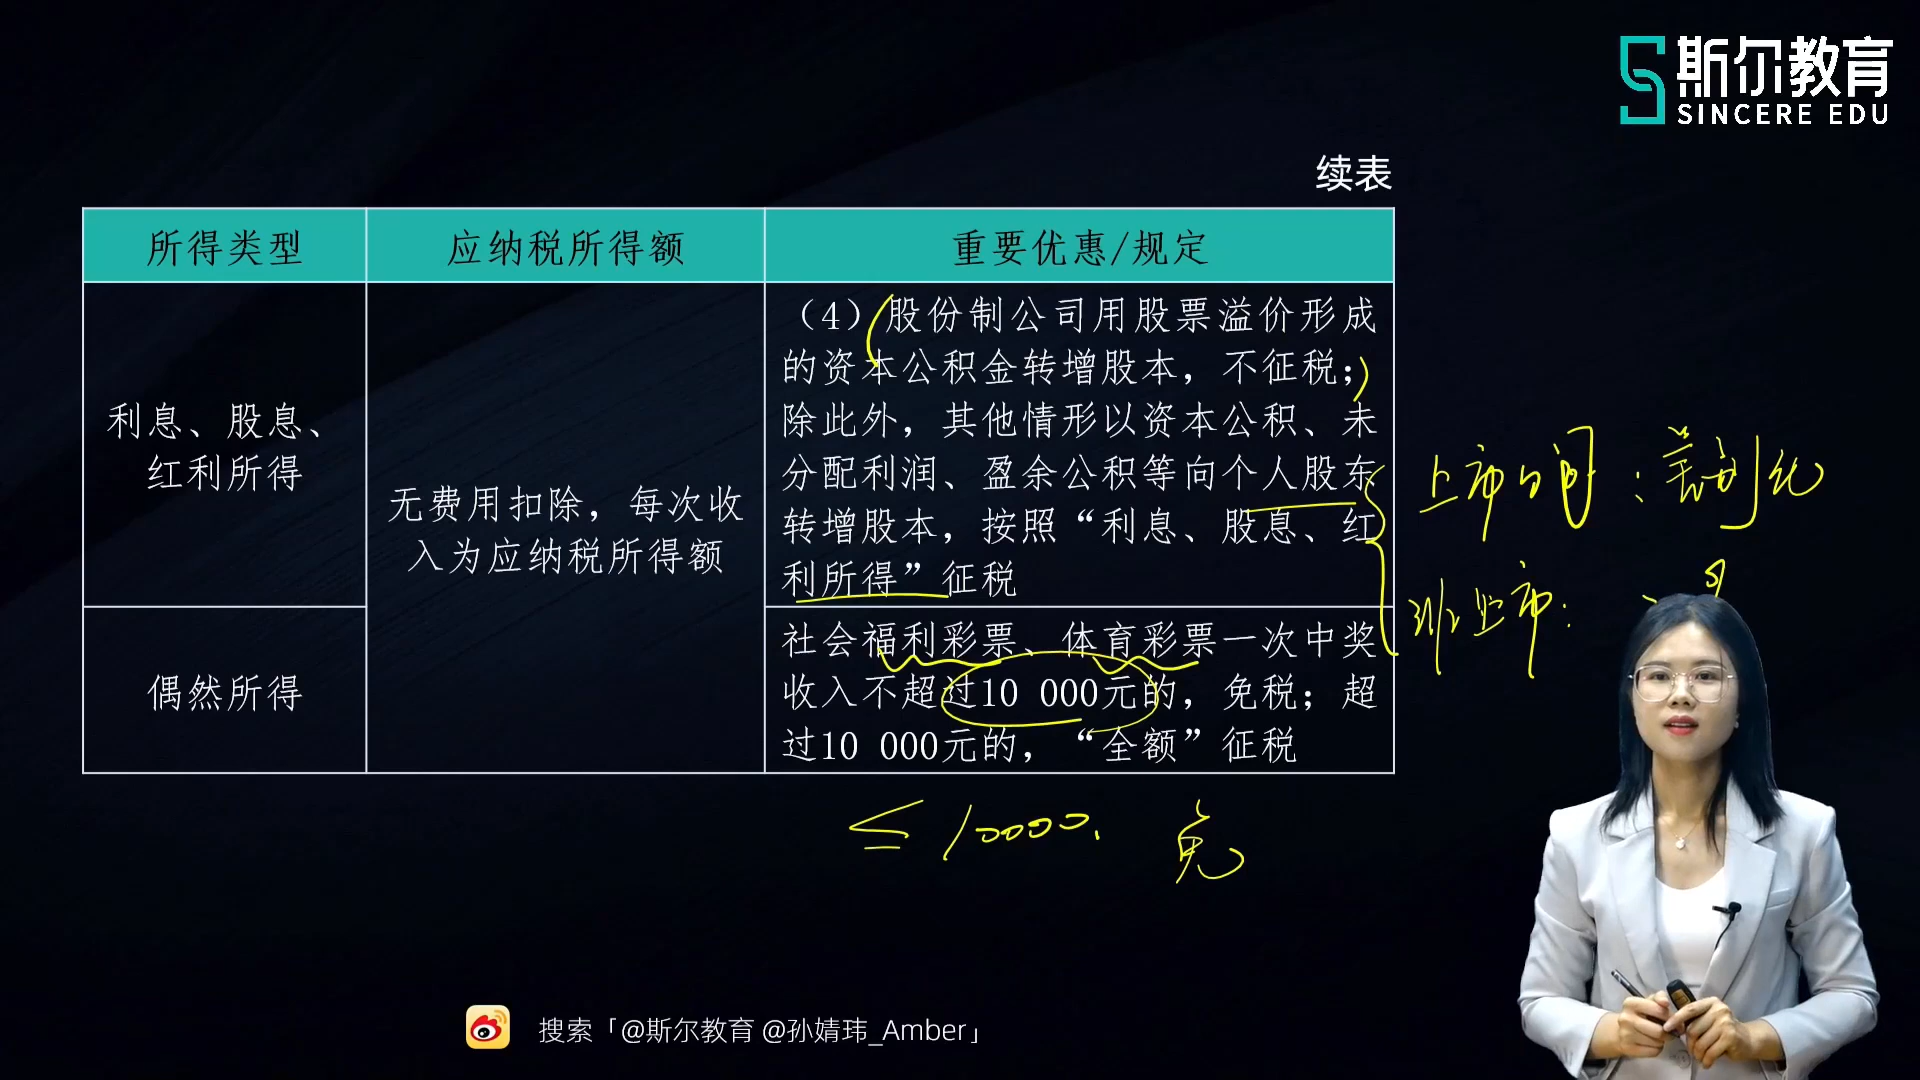 斯尔教育
SINCERE EDU
续表
所得类型
应纳税所得额
重要优惠/规定
利息、股息、
红利所得
无费用扣除，每次收
入为应纳税所得额
（4）股份制公司用股票溢价形成
的资本公积金转增股本，不征税；
除此外，其他情形以资本公积、未
分配利润、盈余公积等向个人股东
转增股本，按照“利息、股息、红
利所得”征税
偶然所得
社会福利彩票、体育彩票一次中奖
收入不超过10 000元的，免税；超
过10 000元的，“全额”征税
上市公司：差别化
非上市：
≤ 10000. 免
搜索「@斯尔教育 @孙婧玮_Amber」